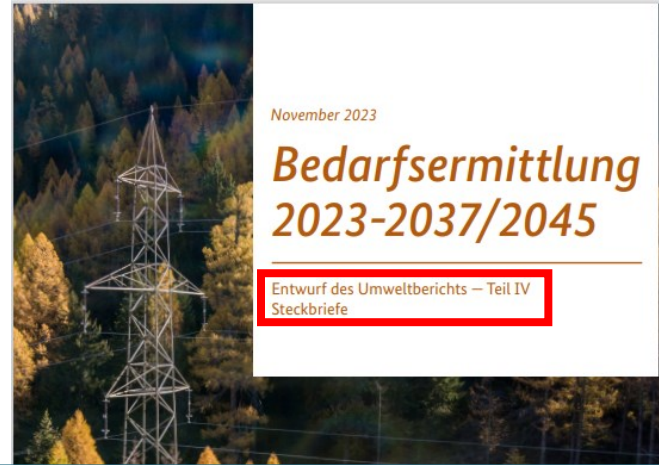 November 2023
Bedarfsermittlung
2023-2037/2045
Entwurf des Umweltberichts — Teil IV
Steckbriefe